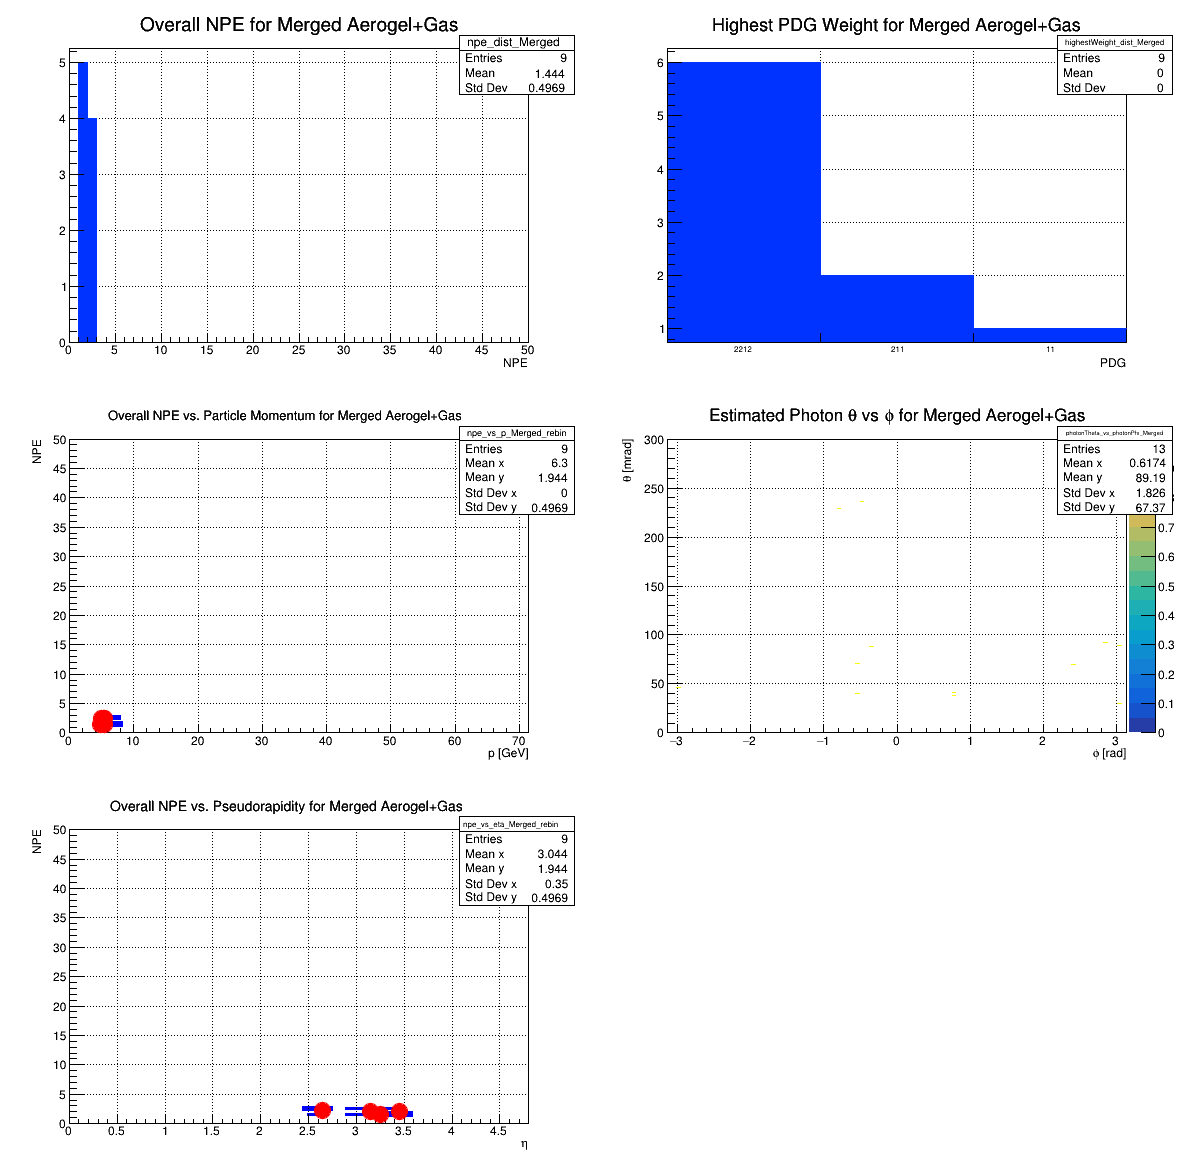 Overall NPE for Merged Aerogel+Gas
npe_dist_Merged
Entries 9
Mean 1.444
Std Dev 0.4969
5
4
3
2
1
0
0 5 10 15 20 25 30 35 40 45 50
NPE
Highest PDG Weight for Merged Aerogel+Gas
highestWeight_dist_Merged
Entries 9
Mean 0
Std Dev 0
6
5
4
3
2
1
2212 211 11
PDG
Overall NPE vs. Particle Momentum for Merged Aerogel+Gas
NPE
npe_vs_p_Merged_rebin
Entries 9
Mean x 6.3
Mean y 1.944
Std Dev x 0
Std Dev y 0.4969
50
45
40
35
30
25
20
15
10
5
0
0 10 20 30 40 50 60 70
p [GeV]
Estimated Photon θ vs ϕ for Merged Aerogel+Gas
θ [mrad]
photonTheta_vs_photonPhi_Merged
Entries 13
Mean x 0.6174
Mean y 89.19
Std Dev x 1.826
Std Dev y 67.37
300
250
200
150
100
50
0
−3 −2 −1 0 1 2 3
ϕ [rad]
0.7
0.6
0.5
0.4
0.3
0.2
0.1
0
Overall NPE vs. Pseudorapidity for Merged Aerogel+Gas
NPE
npe_vs_eta_Merged_rebin
Entries 9
Mean x 3.044
Mean y 1.944
Std Dev x 0.35
Std Dev y 0.4969
50
45
40
35
30
25
20
15
10
5
0
0 0.5 1 1.5 2 2.5 3 3.5 4 4.5
η